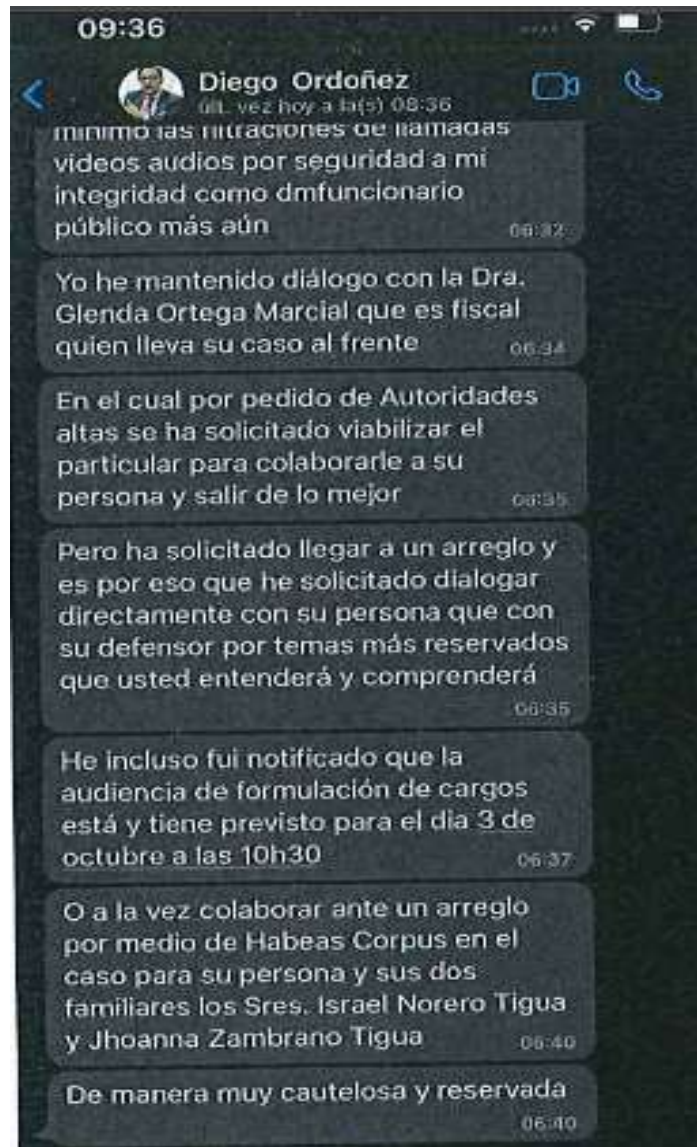 09:36
Diego Ordoñez
últ. vez hoy a la(s) 08:36
mínimo las filtraciones de llamadas
videos audios por seguridad a mi
integridad como dmfuncionario
público más aún
06:32
Yo he mantenido diálogo con la Dra.
Glenda Ortega Marcial que es fiscal
quien lleva su caso al frente
06:34
En el cual por pedido de Autoridades
altas se ha solicitado viabilizar el
particular para colaborarle a su
persona y salir de lo mejor
06:35
Pero ha solicitado llegar a un arreglo y
es por eso que he solicitado dialogar
directamente con su persona que con
su defensor por temas más reservados
que usted entenderá y comprenderá
06:35
He incluso fui notificado que la
audiencia de formulación de cargos
está y tiene previsto para el dia 3 de
octubre a las 10h30
06:37
O a la vez colaborar ante un arreglo
por medio de Habeas Corpus en el
caso para su persona y sus dos
familiares los Sres. Israel Norero Tigua
y Jhoanna Zambrano Tigua
06:40
De manera muy cautelosa y reservada
06:40